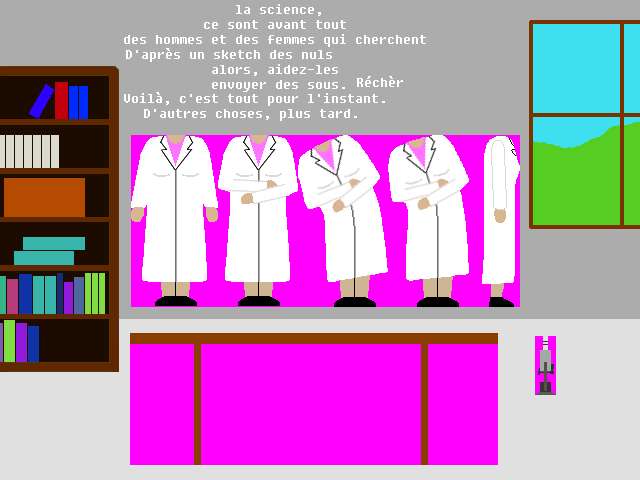 la science,
ce sont avant tout
des hommes et des femmes qui cherchent
D'après un sketch des nuls
alors, aidez-les
envoyer des sous. Réchèr
Voilà, c'est tout pour l'instant.
D'autres choses, plus tard.